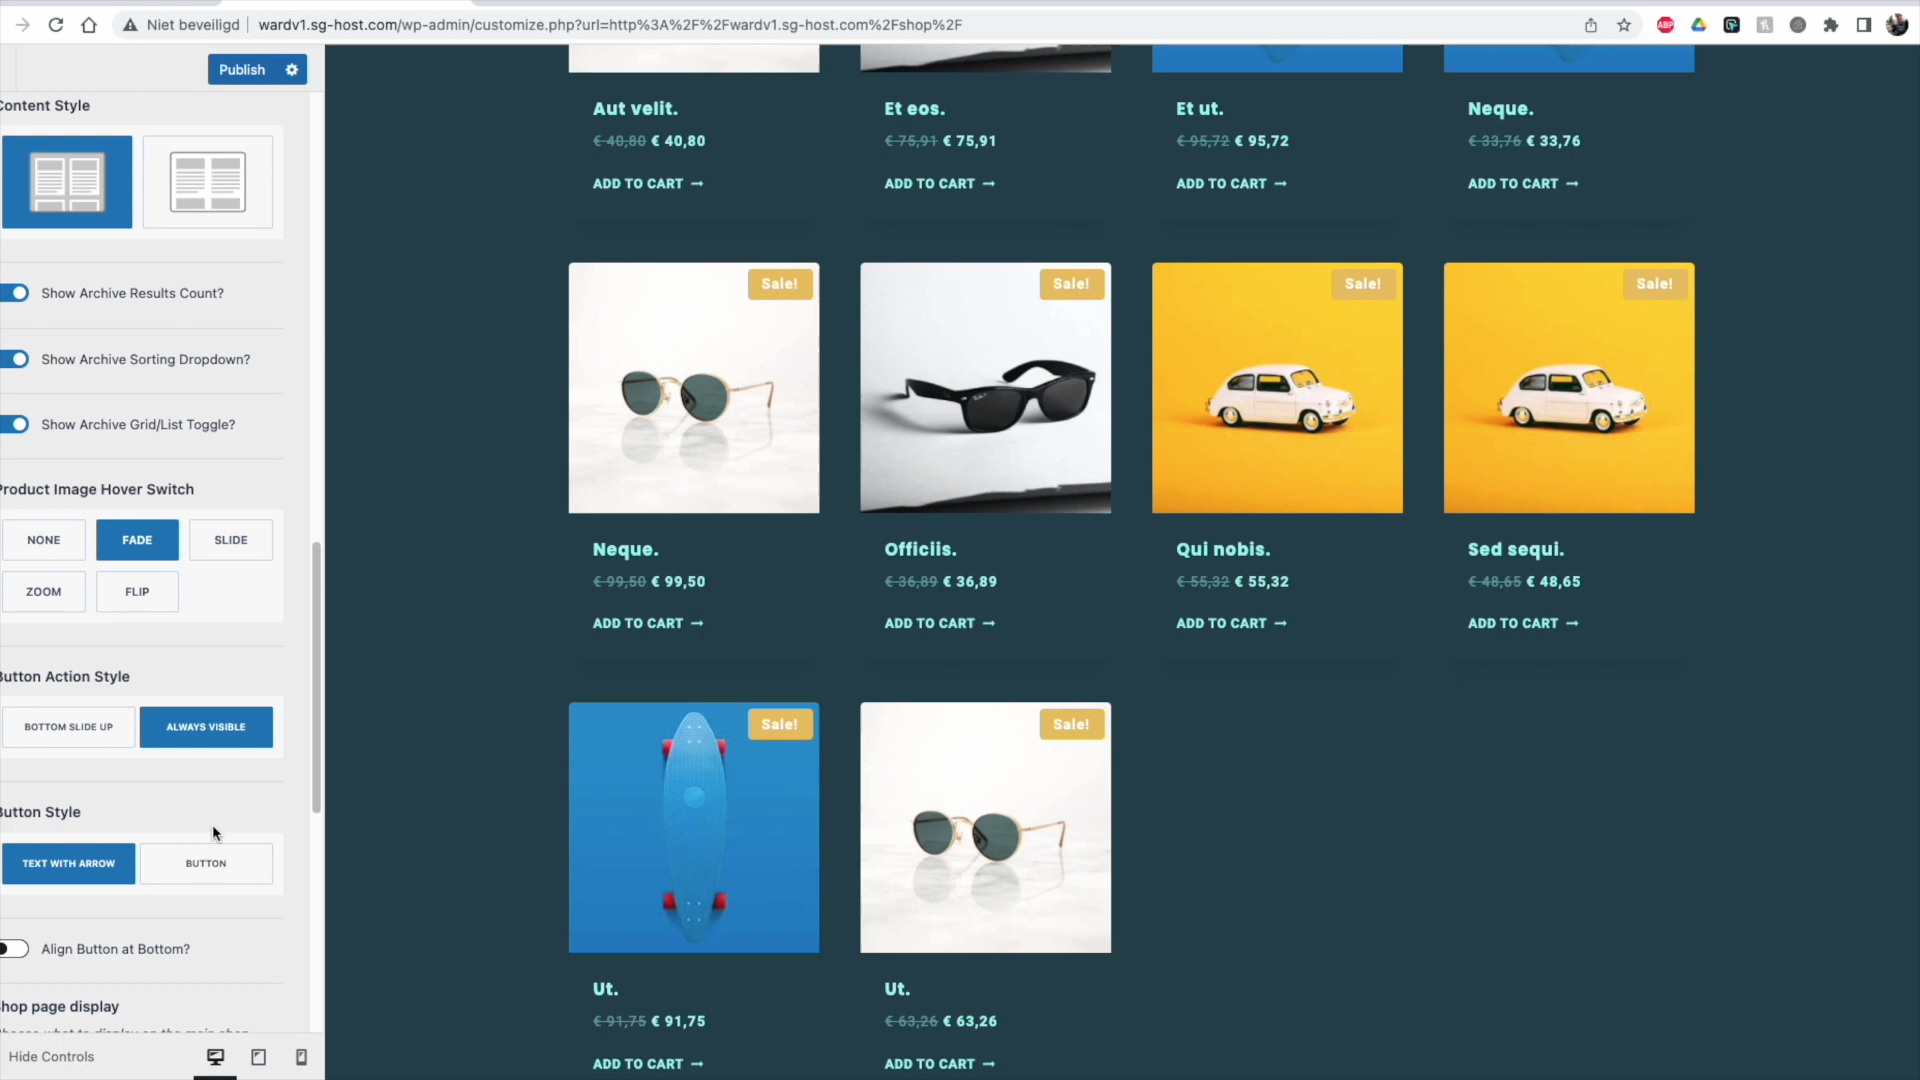 Niet beveiligd
wardv1.sg-host.com/wp-admin/customize.php?url=http%3A%2F%2Fwardv1.sg-host.com%2Fshop%2F
ABP
Publish
Content Style
Show Archive Results Count?
Show Archive Sorting Dropdown?
Show Archive Grid/List Toggle?
Product Image Hover Switch
NONE FADE SLIDE
ZOOM FLIP
Button Action Style
BOTTOM SLIDE UP ALWAYS VISIBLE
Button Style
TEXT WITH ARROW BUTTON
Align Button at Bottom?
hop page display
Hide Controls
Aut velit. Et eos. Et ut. Neque.
€ 40,80 € 40,80 € 75,91 € 75,91 € 95,72 € 95,72 € 33,76 € 33,76
ADD TO CART → ADD TO CART → ADD TO CART → ADD TO CART →
Sale! Sale! Sale! Sale!
Neque. Officiis. Qui nobis. Sed sequi.
€ 99,50 € 99,50 € 36,89 € 36,89 € 55,32 € 55,32 € 48,65 € 48,65
ADD TO CART → ADD TO CART → ADD TO CART → ADD TO CART →
Sale! Sale!
Ut. Ut.
€ 91,75 € 91,75 € 63,26 € 63,26
ADD TO CART → ADD TO CART →